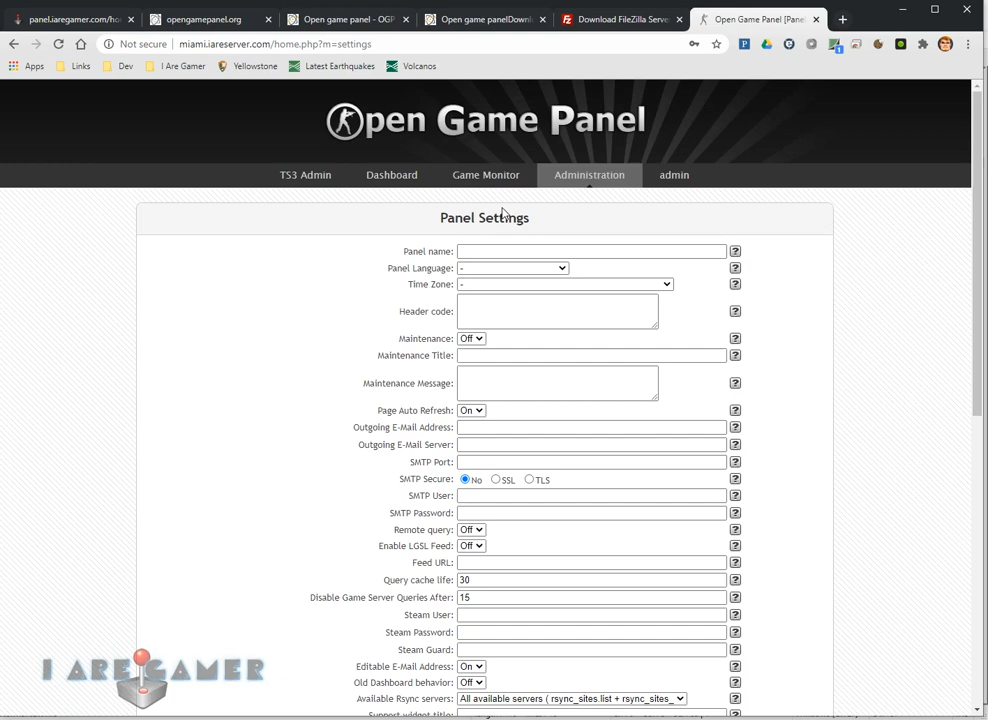 panel.iaregamer.com/ho
opengamepanel.org
Open game panel - OGP
Open game panelDownl
Download FileZilla Serve
Open Game Panel [Panel
Not secure
miami.iareserver.com/home.php?m=settings
Apps
Links
Dev
I Are Gamer
Yellowstone
Latest Earthquakes
Volcanos
Open Game Panel
TS3 Admin
Dashboard
Game Monitor
Administration
admin
Panel Settings
Panel name:
Panel Language: -
Time Zone: -
Header code:
Maintenance: Off
Maintenance Title:
Maintenance Message:
Page Auto Refresh: On
Outgoing E-Mail Address:
Outgoing E-Mail Server:
SMTP Port:
SMTP Secure: No SSL TLS
SMTP User:
SMTP Password:
Remote query: Off
Enable LGSL Feed: Off
Feed URL:
Query cache life: 30
Disable Game Server Queries After: 15
Steam User:
Steam Password:
Steam Guard:
Editable E-Mail Address: On
Old Dashboard behavior: Off
Available Rsync servers: All available servers ( rsync_sites.list + rsync_sites_
Support widget title:
I ARE GAMER